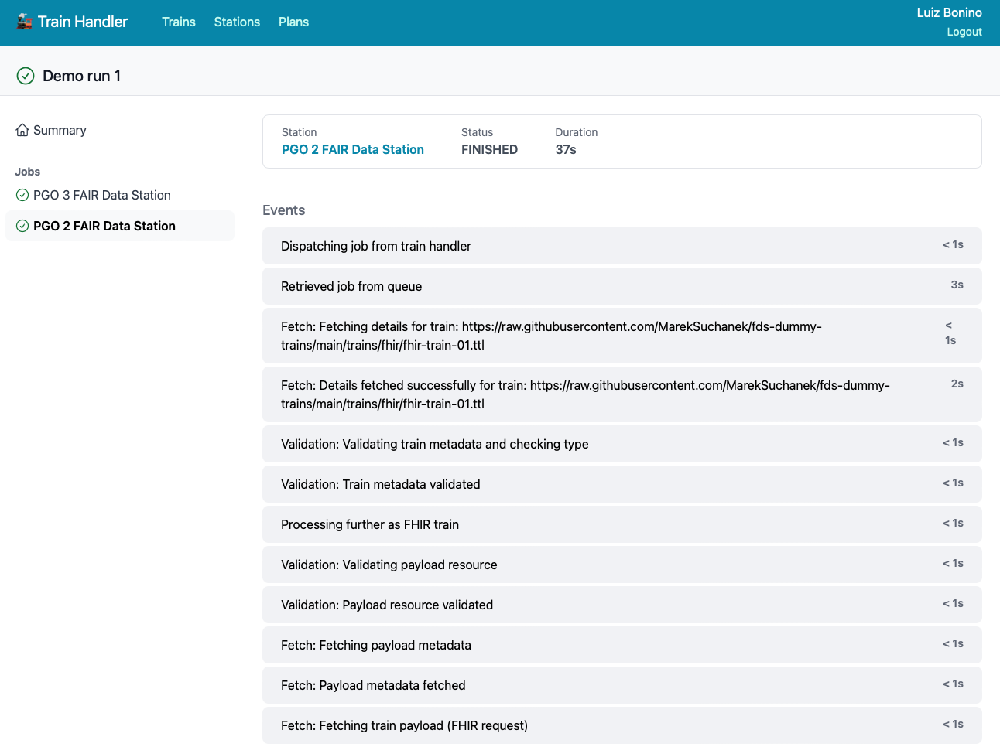 Train Handler
Trains
Stations
Plans
Luiz Bonino
Logout
Demo run 1
Summary
Jobs
PGO 3 FAIR Data Station
PGO 2 FAIR Data Station
Station
PGO 2 FAIR Data Station
Status
FINISHED
Duration
37s
Events
Dispatching job from train handler
< 1s
Retrieved job from queue
3s
Fetch: Fetching details for train: https://raw.githubusercontent.com/MarekSuchanek/fds-dummy-
trains/main/trains/fhir/fhir-train-01.ttl
<
1s
Fetch: Details fetched successfully for train: https://raw.githubusercontent.com/MarekSuchanek/fds-dummy-
trains/main/trains/fhir/fhir-train-01.ttl
2s
Validation: Validating train metadata and checking type
< 1s
Validation: Train metadata validated
< 1s
Processing further as FHIR train
< 1s
Validation: Validating payload resource
< 1s
Validation: Payload resource validated
< 1s
Fetch: Fetching payload metadata
< 1s
Fetch: Payload metadata fetched
< 1s
Fetch: Fetching train payload (FHIR request)
< 1s